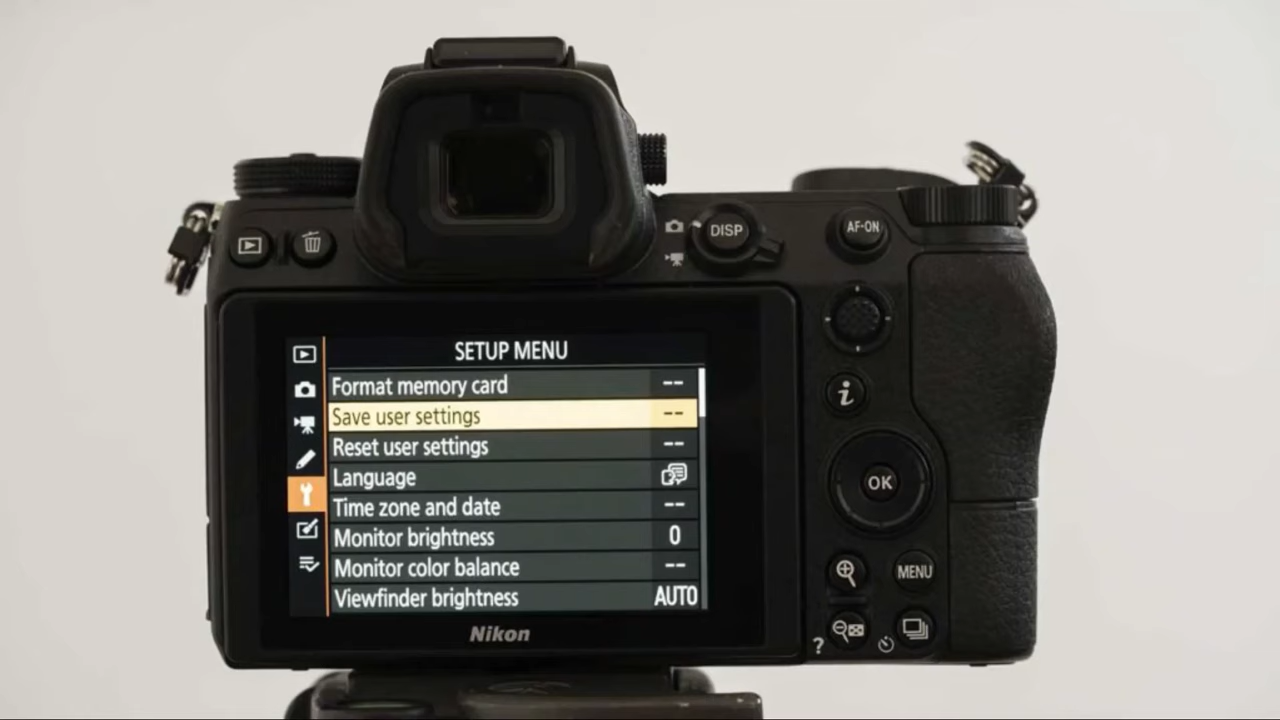 DISP
AF-ON
SETUP MENU
Format memory card --
Save user settings --
Reset user settings --
Language
Time zone and date --
Monitor brightness 0
Monitor color balance --
Viewfinder brightness AUTO
Nikon
i
OK
MENU
?